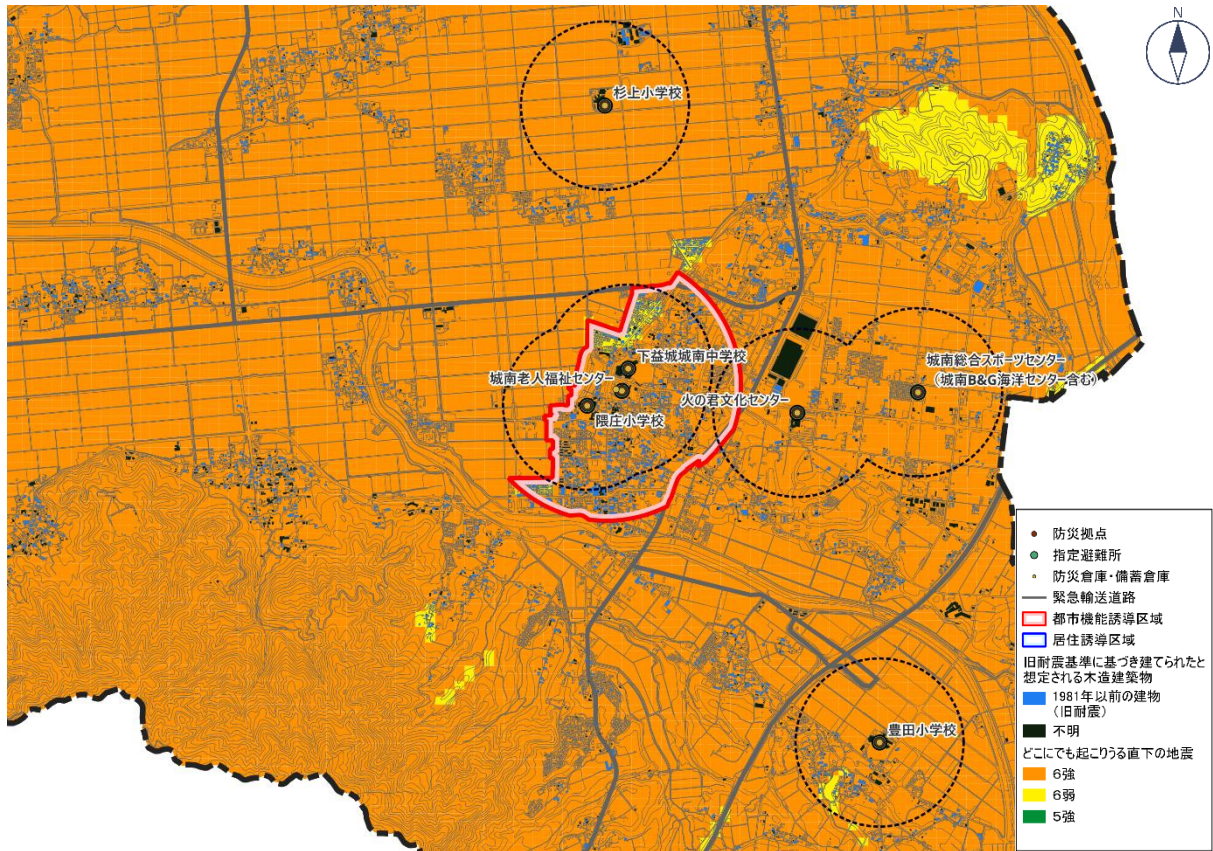 N
杉上小学校
下益城城南中学校
城南老人福祉センター
隈庄小学校
火の君文化センター
城南総合スポーツセンター
（城南B&G海洋センター含む）
豊田小学校
防災拠点
指定避難所
防災倉庫・備蓄倉庫
緊急輸送道路
都市機能誘導区域
居住誘導区域
旧耐震基準に基づき建てられたと
想定される木造建築物
1981年以前の建物
（旧耐震）
不明
どこにでも起こりうる直下の地震
6強
6弱
5強